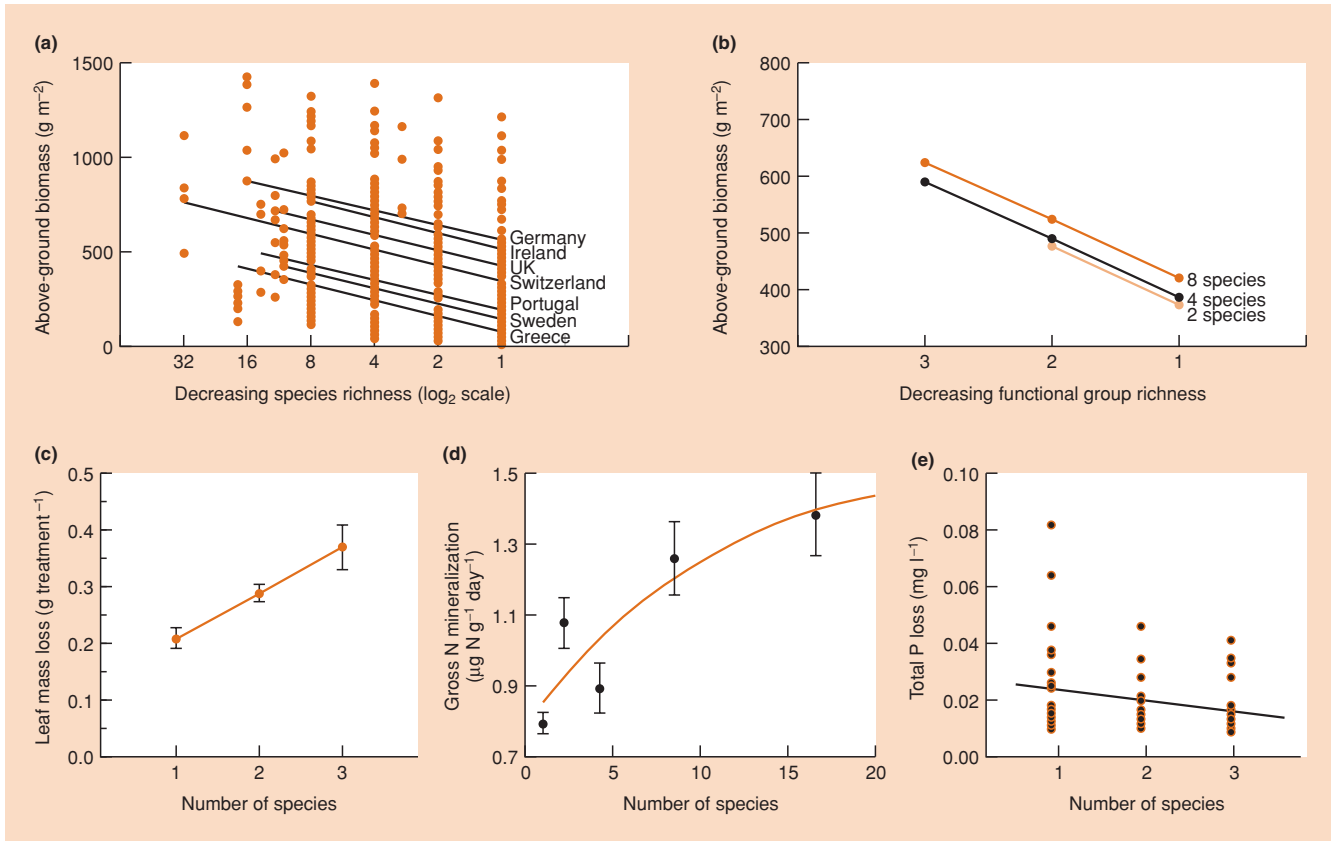 (a)
1500
1000
500
0
Above-ground biomass (g m⁻²)
32
16
8
4
2
1
Decreasing species richness (log₂ scale)
Germany
Ireland
UK
Switzerland
Portugal
Sweden
Greece
(b)
800
700
600
500
400
300
Above-ground biomass (g m⁻²)
3
2
1
Decreasing functional group richness
8 species
4 species
2 species
(c)
0.5
0.4
0.3
0.2
0.1
0.0
Leaf mass loss (g treatment⁻¹)
1
2
3
Number of species
(d)
1.5
1.3
1.1
0.9
0.7
Gross N mineralization
(µg N g⁻¹ day⁻¹)
0
5
10
15
20
Number of species
(e)
0.10
0.08
0.06
0.04
0.02
0.00
Total P loss (mg l⁻¹)
1
2
3
Number of species